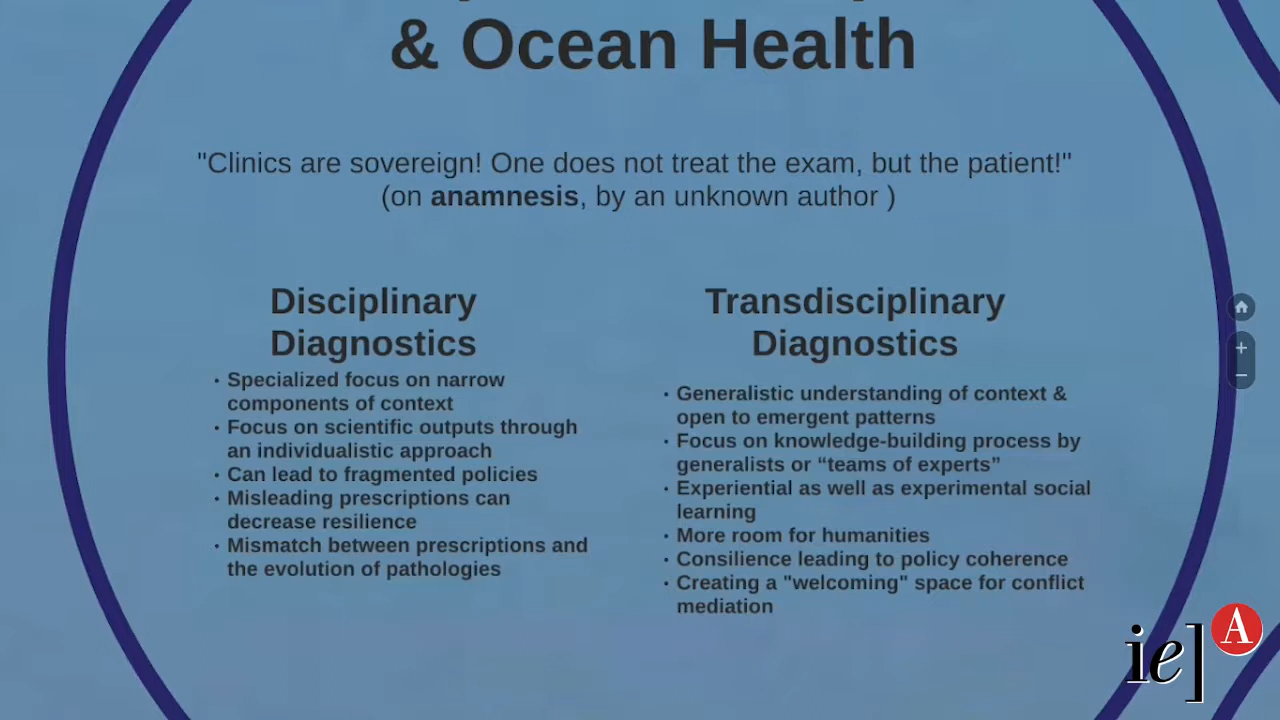 & Ocean Health
"Clinics are sovereign! One does not treat the exam, but the patient!"
(on anamnesis, by an unknown author )
Disciplinary
Diagnostics
• Specialized focus on narrow
components of context
• Focus on scientific outputs through
an individualistic approach
• Can lead to fragmented policies
• Misleading prescriptions can
decrease resilience
• Mismatch between prescriptions and
the evolution of pathologies
Transdisciplinary
Diagnostics
• Generalistic understanding of context &
open to emergent patterns
• Focus on knowledge-building process by
generalists or “teams of experts”
• Experiential as well as experimental social
learning
• More room for humanities
• Consilience leading to policy coherence
• Creating a "welcoming" space for conflict
mediation
ie] A